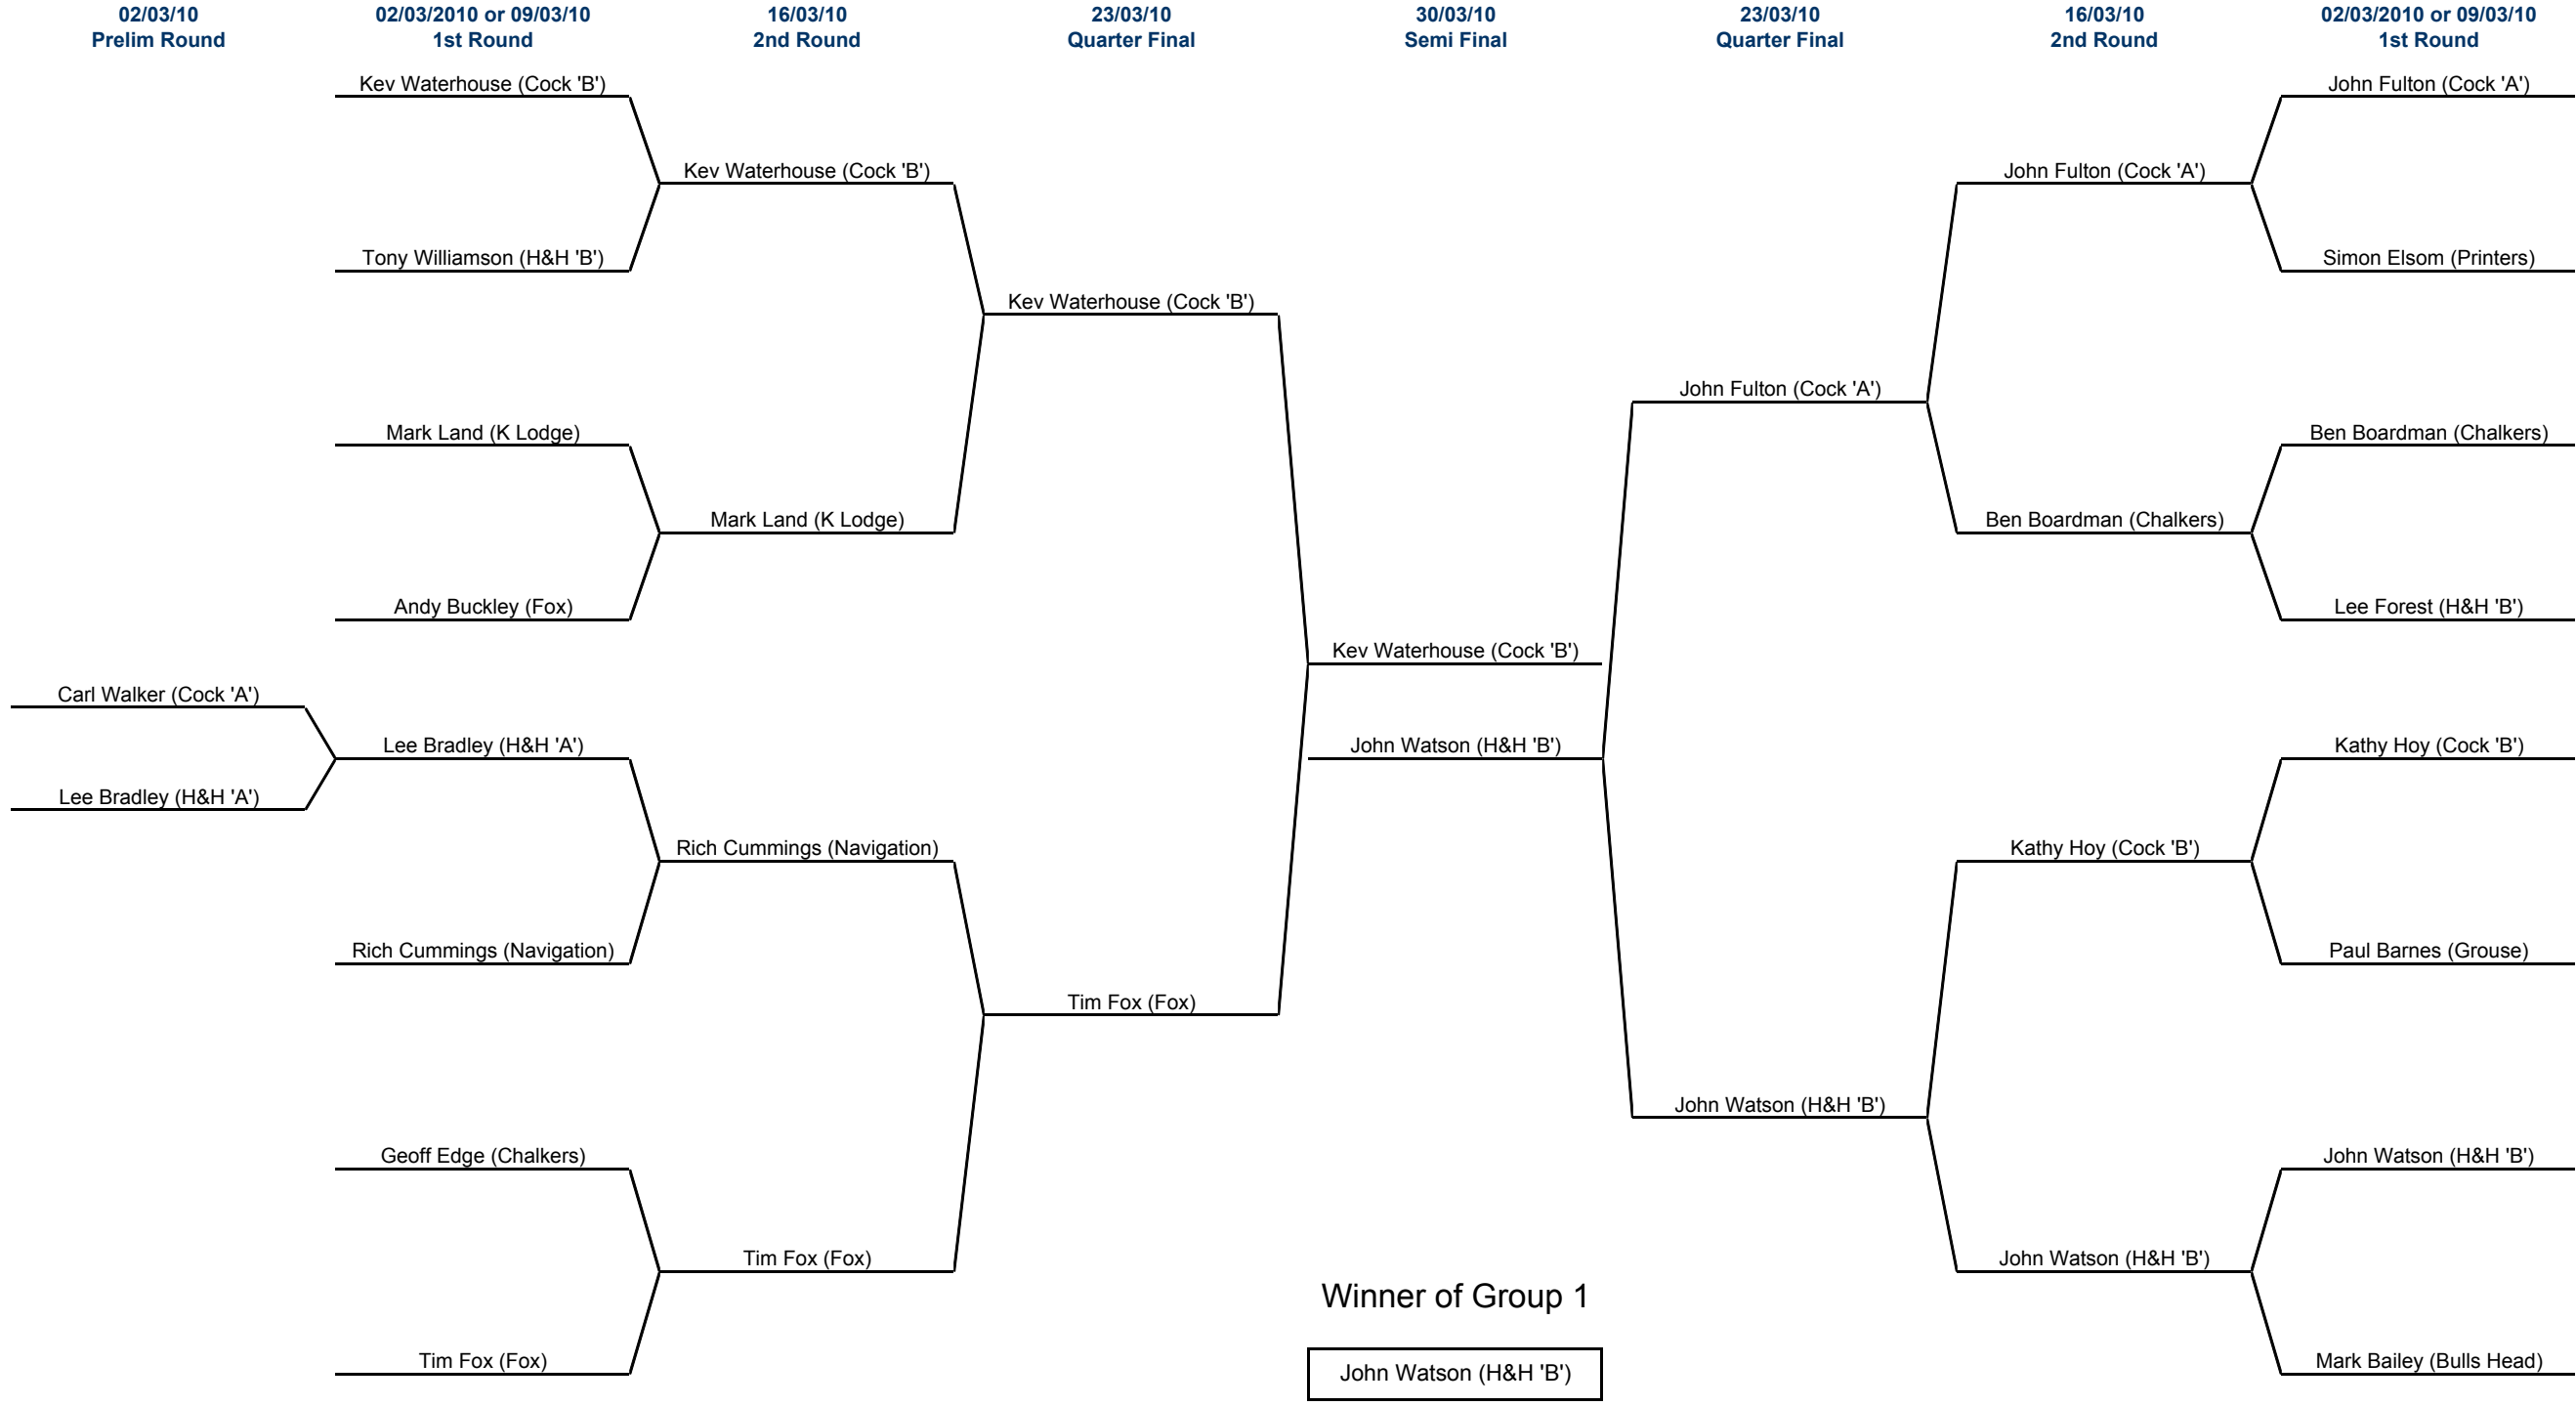 02/03/10
Prelim Round
02/03/2010 or 09/03/10
1st Round
16/03/10
2nd Round
23/03/10
Quarter Final
30/03/10
Semi Final
23/03/10
Quarter Final
16/03/10
2nd Round
02/03/2010 or 09/03/10
1st Round
Carl Walker (Cock 'A')
Lee Bradley (H&H 'A')
Kev Waterhouse (Cock 'B')
Tony Williamson (H&H 'B')
Mark Land (K Lodge)
Andy Buckley (Fox)
Lee Bradley (H&H 'A')
Rich Cummings (Navigation)
Geoff Edge (Chalkers)
Tim Fox (Fox)
Kev Waterhouse (Cock 'B')
Mark Land (K Lodge)
Rich Cummings (Navigation)
Tim Fox (Fox)
Kev Waterhouse (Cock 'B')
Tim Fox (Fox)
Kev Waterhouse (Cock 'B')
John Watson (H&H 'B')
Winner of Group 1
John Watson (H&H 'B')
John Fulton (Cock 'A')
John Watson (H&H 'B')
John Fulton (Cock 'A')
Ben Boardman (Chalkers)
Kathy Hoy (Cock 'B')
John Watson (H&H 'B')
John Fulton (Cock 'A')
Simon Elsom (Printers)
Ben Boardman (Chalkers)
Lee Forest (H&H 'B')
Kathy Hoy (Cock 'B')
Paul Barnes (Grouse)
John Watson (H&H 'B')
Mark Bailey (Bulls Head)